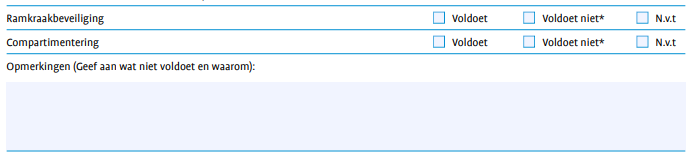 Ramkraakbeveiliging Voldoet Voldoet niet* N.v.t
Compartimentering Voldoet Voldoet niet* N.v.t
Opmerkingen (Geef aan wat niet voldoet en waarom):